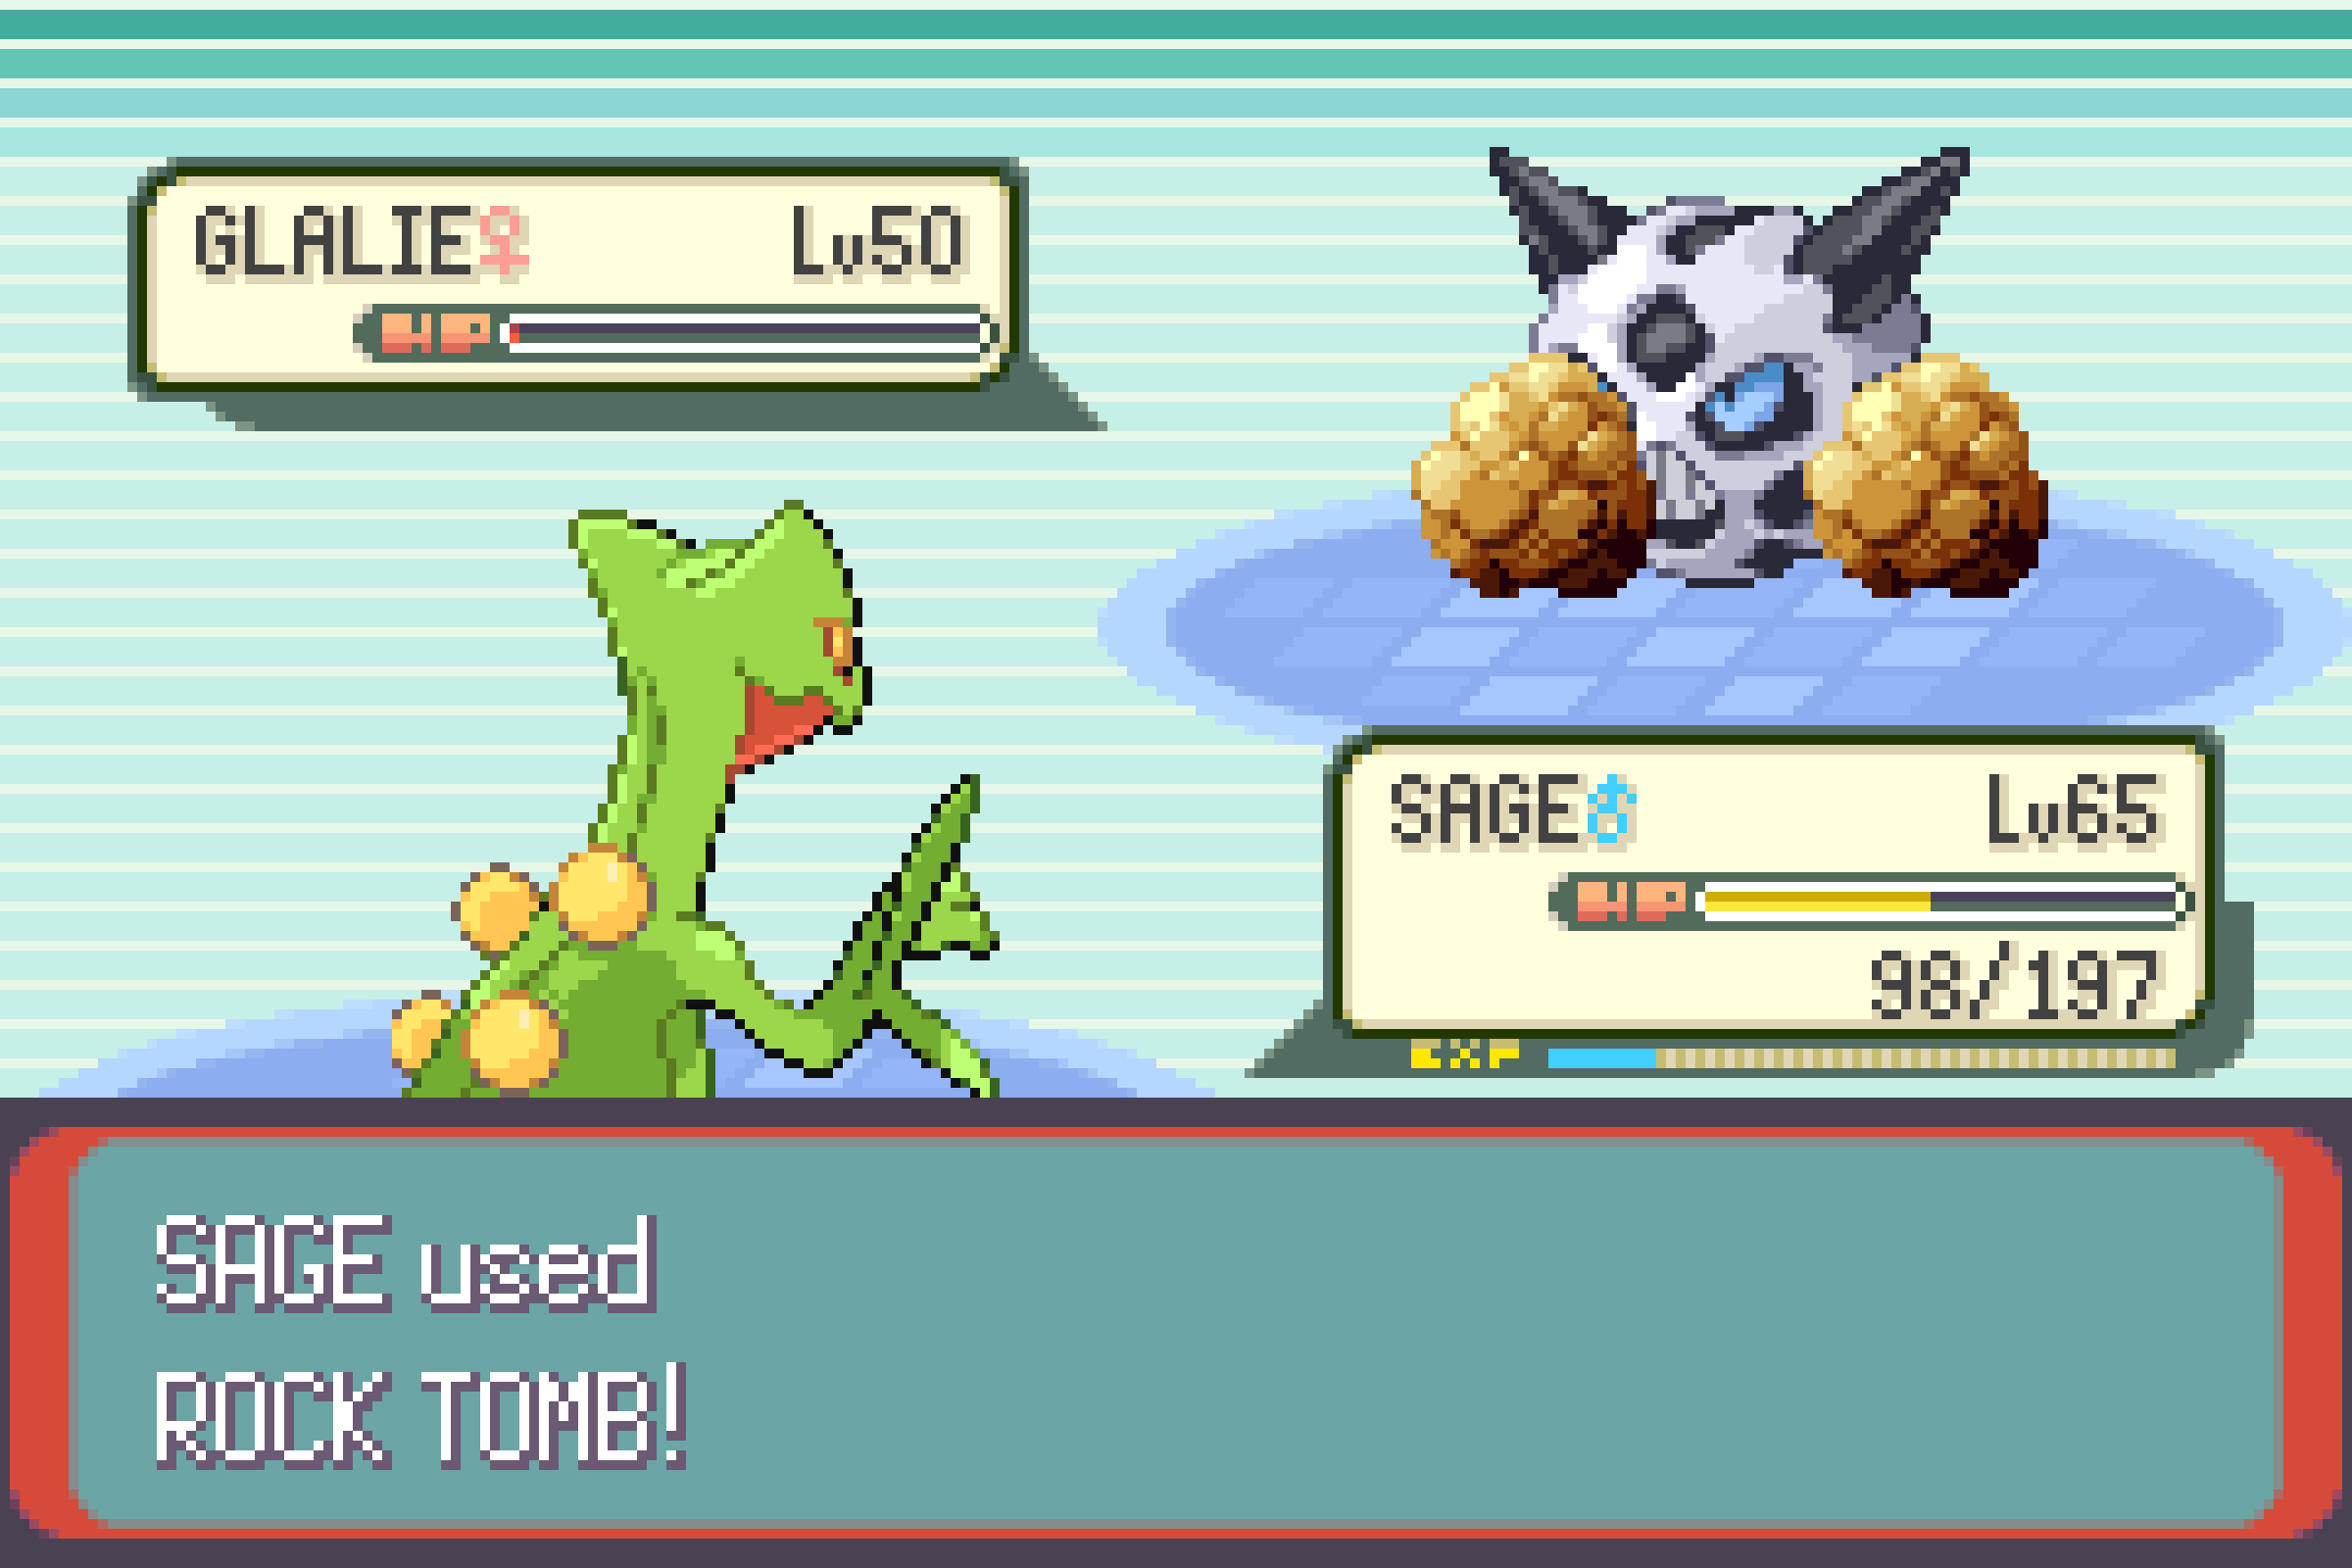 GLALIE♀ Lv50
HP
SAGE♂ Lv65
HP
98/197
EXP
SAGE used
ROCK TOMB!